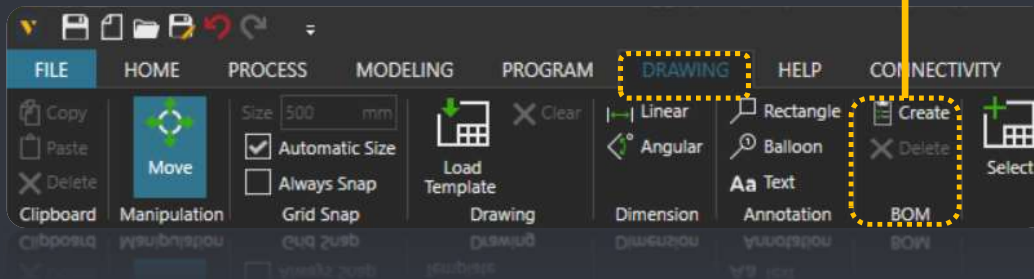 FILE HOME PROCESS MODELING PROGRAM DRAWING HELP CONNECTIVITY
Copy Size 500 mm Clear Linear Rectangle Create
Paste Automatic Size Angular Balloon Delete
Move Load Select
Delete Always Snap Template Aa Text
Clipboard Manipulation Grid Snap Drawing Dimension Annotation BOM